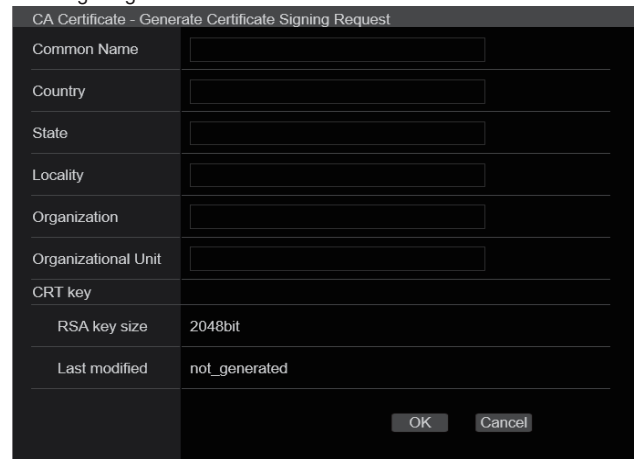 CA Certificate - Generate Certificate Signing Request
Common Name
Country
State
Locality
Organization
Organizational Unit
CRT key
RSA key size 2048bit
Last modified not_generated
OK Cancel